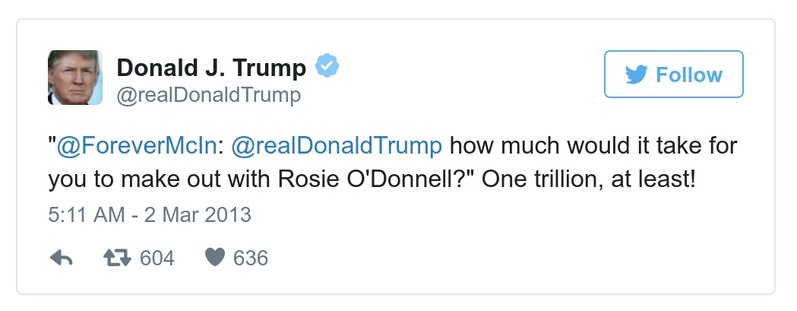 Donald J. Trump
@realDonaldTrump
Follow
"@ForeverMcIn: @realDonaldTrump how much would it take for
you to make out with Rosie O'Donnell?" One trillion, at least!
5:11 AM - 2 Mar 2013
604 636